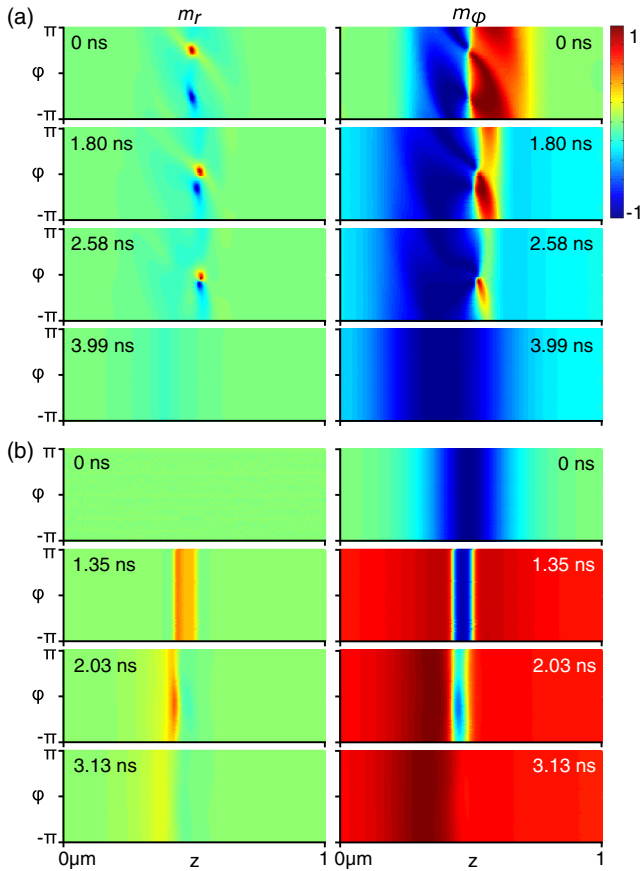 (a) m_r m_φ
π 0 ns 0 ns 1
φ
-π
π 1.80 ns 1.80 ns
φ
-π -1
π 2.58 ns 2.58 ns
φ
-π
π 3.99 ns 3.99 ns
φ
-π
(b)
π 0 ns 0 ns
φ
-π
π 1.35 ns 1.35 ns
φ
-π
π 2.03 ns 2.03 ns
φ
-π
π 3.13 ns 3.13 ns
φ
-π
0μm z 1 0μm z 1